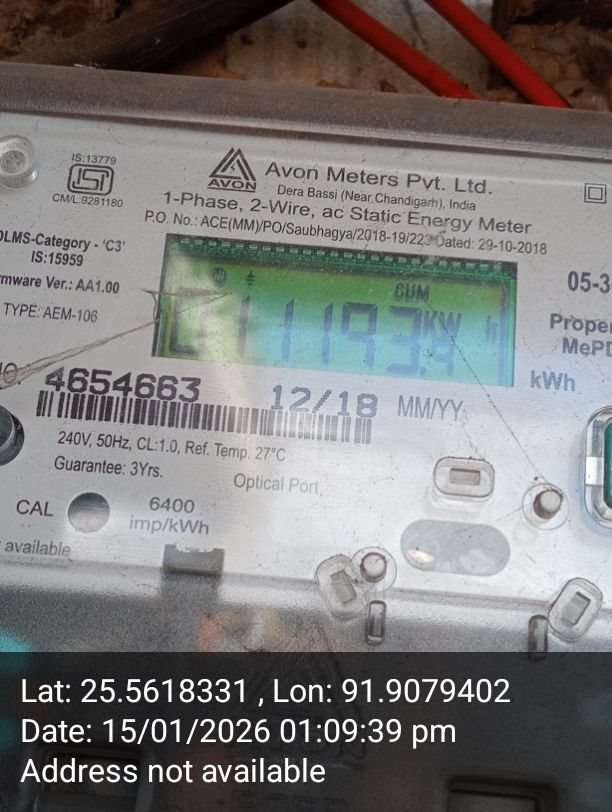 IS:13779
CM/L:9281180
AVON
Avon Meters Pvt. Ltd.
Dera Bassi (Near Chandigarh), India
1-Phase, 2-Wire, ac Static Energy Meter
P.O. No.: ACE(MM)/PO/Saubhagya/2018-19/223 Dated: 29-10-2018
DLMS-Category - 'C3'
IS:15959
rmware Ver.: AA1.00
TYPE: AEM-106
CUM
KW
05-3
Prope
MePD
kWh
4654663 12/18 MM/YY
240V, 50Hz, CL:1.0, Ref. Temp. 27°C
Guarantee: 3Yrs.
Optical Port
CAL
6400
imp/kWh
available
Lat: 25.5618331 , Lon: 91.9079402
Date: 15/01/2026 01:09:39 pm
Address not available